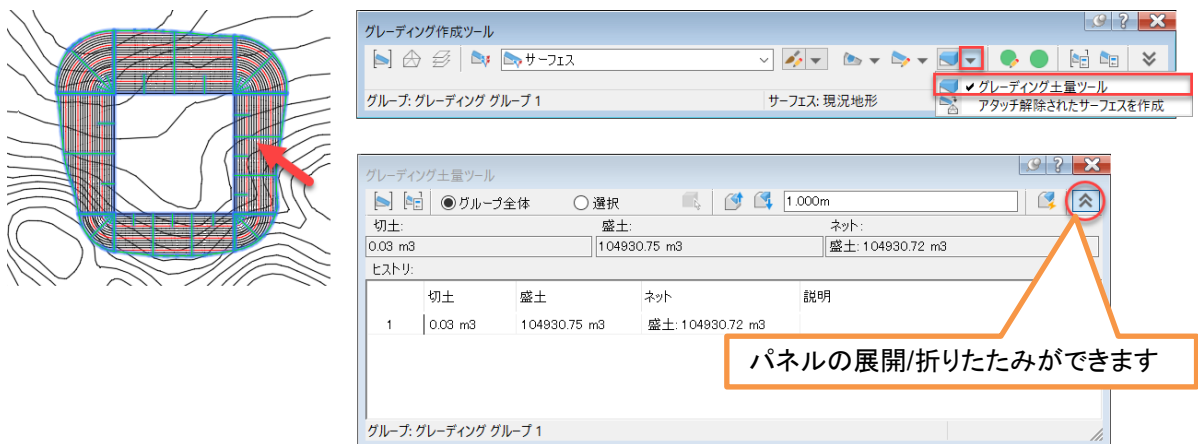 グレーディング作成ツール
サーフェス
グループ: グレーディング グループ 1
サーフェス: 現況地形
グレーディング土量ツール
アタッチ解除されたサーフェスを作成
グレーディング土量ツール
グループ全体 選択 1.000m
切土: 盛土: ネット:
0.03 m3 104930.75 m3 盛土: 104930.72 m3
ヒストリ:
切土 盛土 ネット 説明
1 0.03 m3 104930.75 m3 盛土: 104930.72 m3
パネルの展開/折りたたみができます
グループ: グレーディング グループ 1